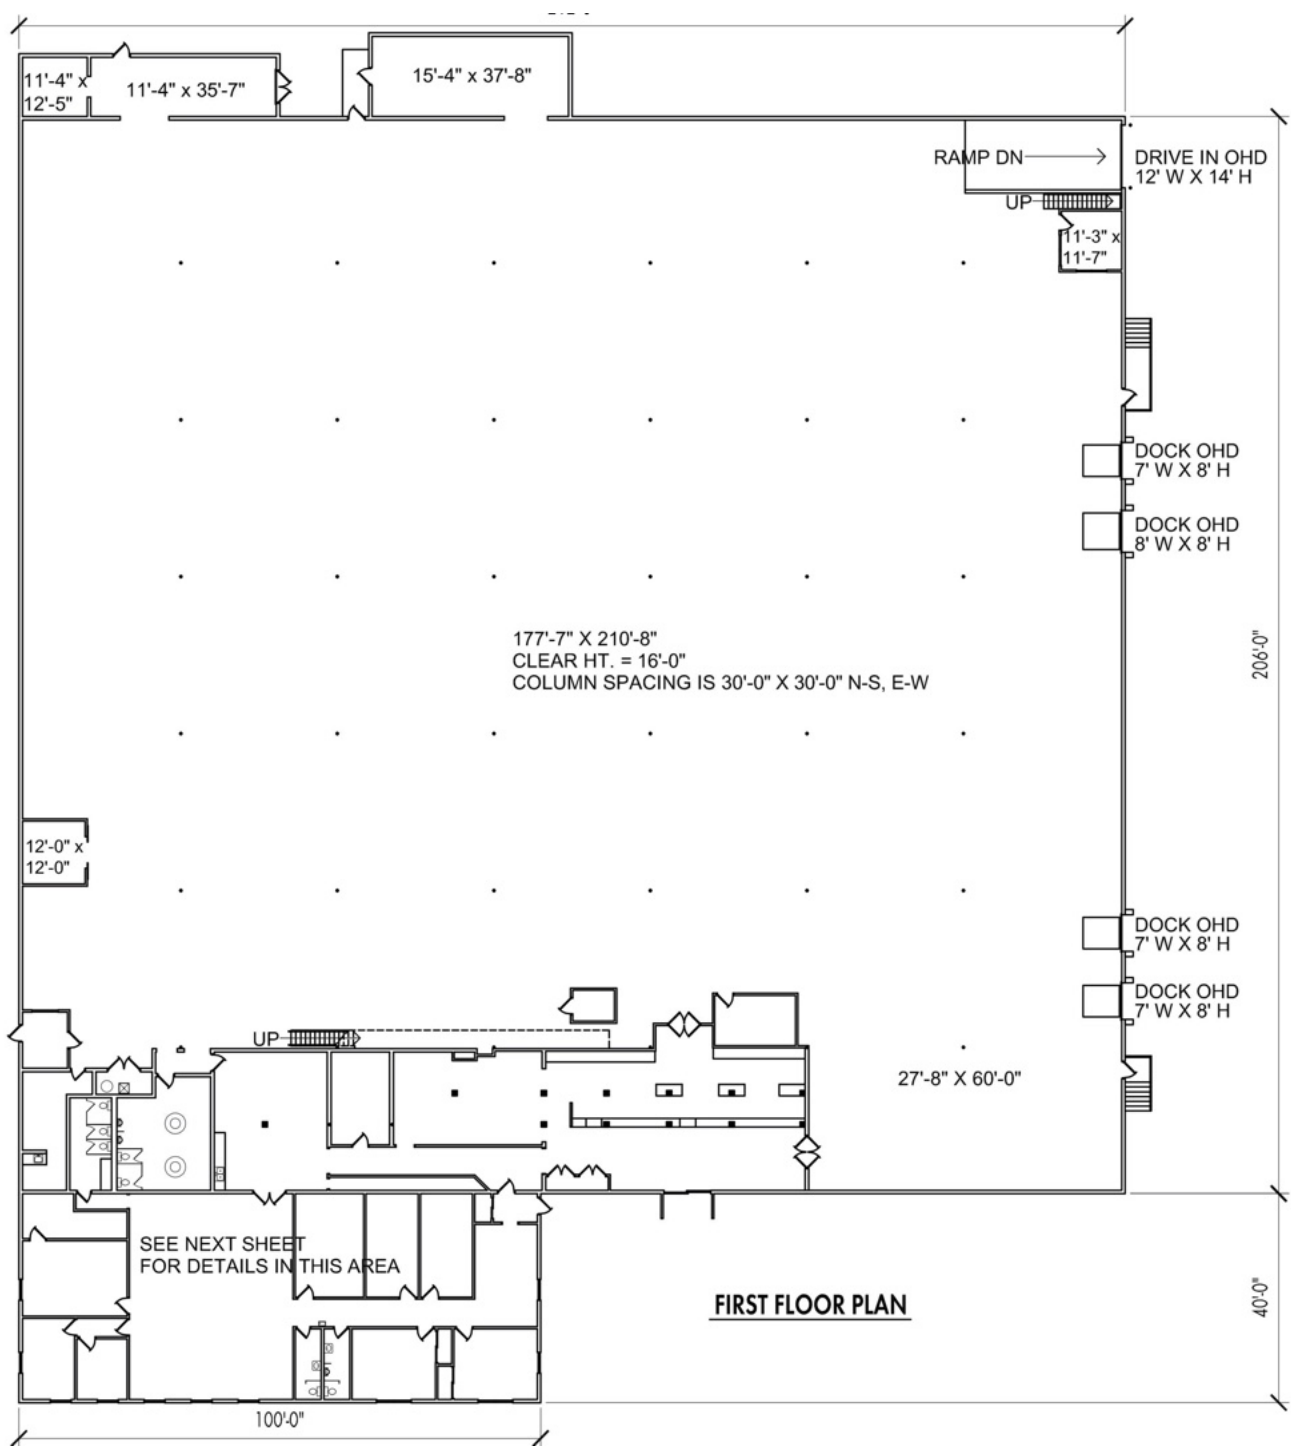 11'-4" x
12'-5"
11'-4" x 35'-7"
15'-4" x 37'-8"
RAMP DN
DRIVE IN OHD
12' W X 14' H
UP
11'-3" x
11'-7"
DOCK OHD
7' W X 8' H
DOCK OHD
8' W X 8' H
177'-7" X 210'-8"
CLEAR HT. = 16'-0"
COLUMN SPACING IS 30'-0" X 30'-0" N-S, E-W
206'-0"
12'-0" x
12'-0"
DOCK OHD
7' W X 8' H
DOCK OHD
7' W X 8' H
UP
27'-8" X 60'-0"
SEE NEXT SHEET
FOR DETAILS IN THIS AREA
FIRST FLOOR PLAN
40'-0"
100'-0"